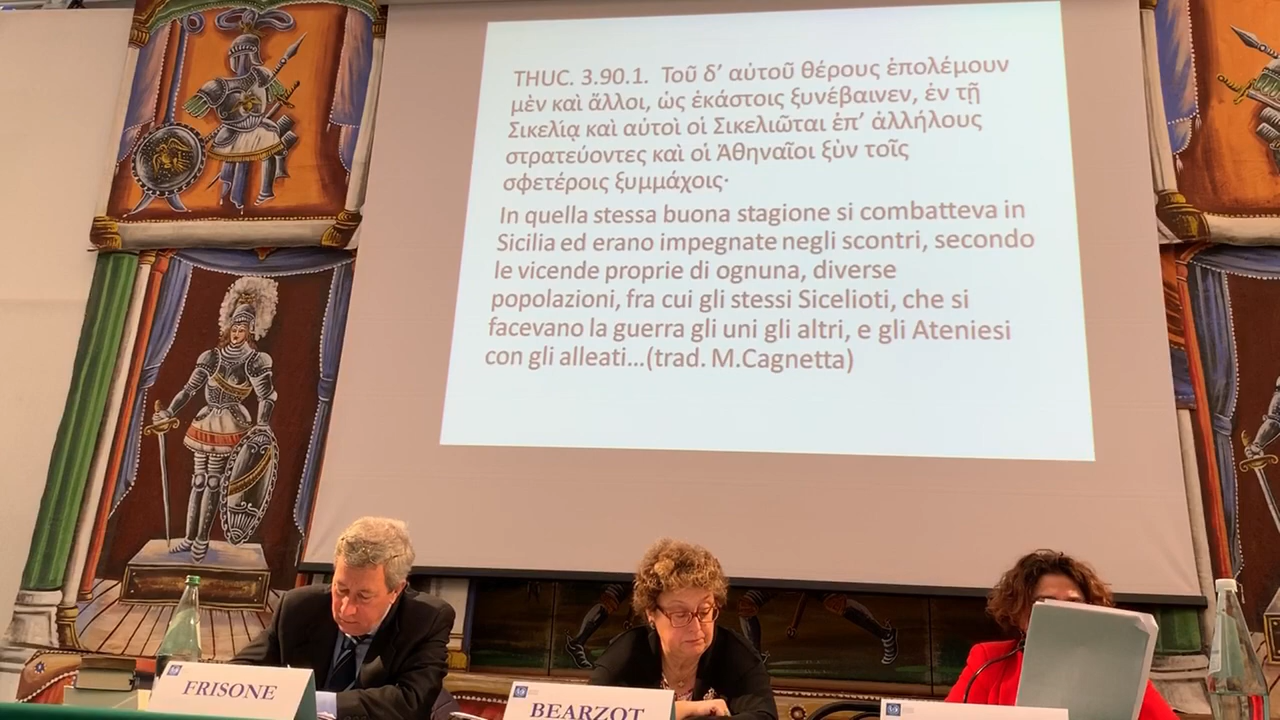 THUC. 3.90.1. Τοῦ δ’ αὐτοῦ θέρους ἐπολέμουν
μὲν καὶ ἄλλοι, ὡς ἑκάστοις ξυνέβαινεν, ἐν τῇ
Σικελίᾳ καὶ αὐτοὶ οἱ Σικελιῶται ἐπ’ ἀλλήλους
στρατεύοντες καὶ οἱ Ἀθηναῖοι ξὺν τοῖς
σφετέροις ξυμμάχοις·
In quella stessa buona stagione si combatteva in
Sicilia ed erano impegnate negli scontri, secondo
le vicende proprie di ognuna, diverse
popolazioni, fra cui gli stessi Sicelioti, che si
facevano la guerra gli uni gli altri, e gli Ateniesi
con gli alleati...(trad. M.Cagnetta)
FRISONE
BEARZOT